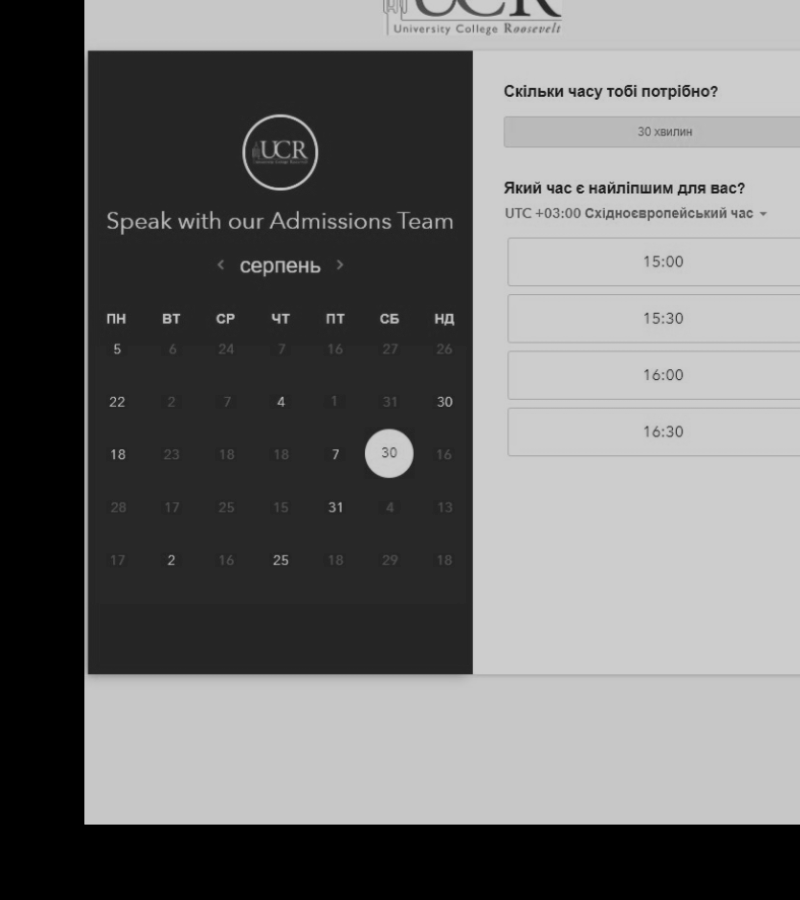 UCR
University College Roosevelt
UCR
Speak with our Admissions Team
< серпень >
ПН ВТ СР ЧТ ПТ СБ НД
5 6 24 7 16 27 26
22 2 7 4 1 31 30
18 23 18 18 7 30 16
28 17 25 15 31 4 13
17 2 16 25 18 29 18
Скільки часу тобі потрібно?
30 хвилин
Який час є найліпшим для вас?
UTC +03:00 Східноєвропейський час
15:00
15:30
16:00
16:30